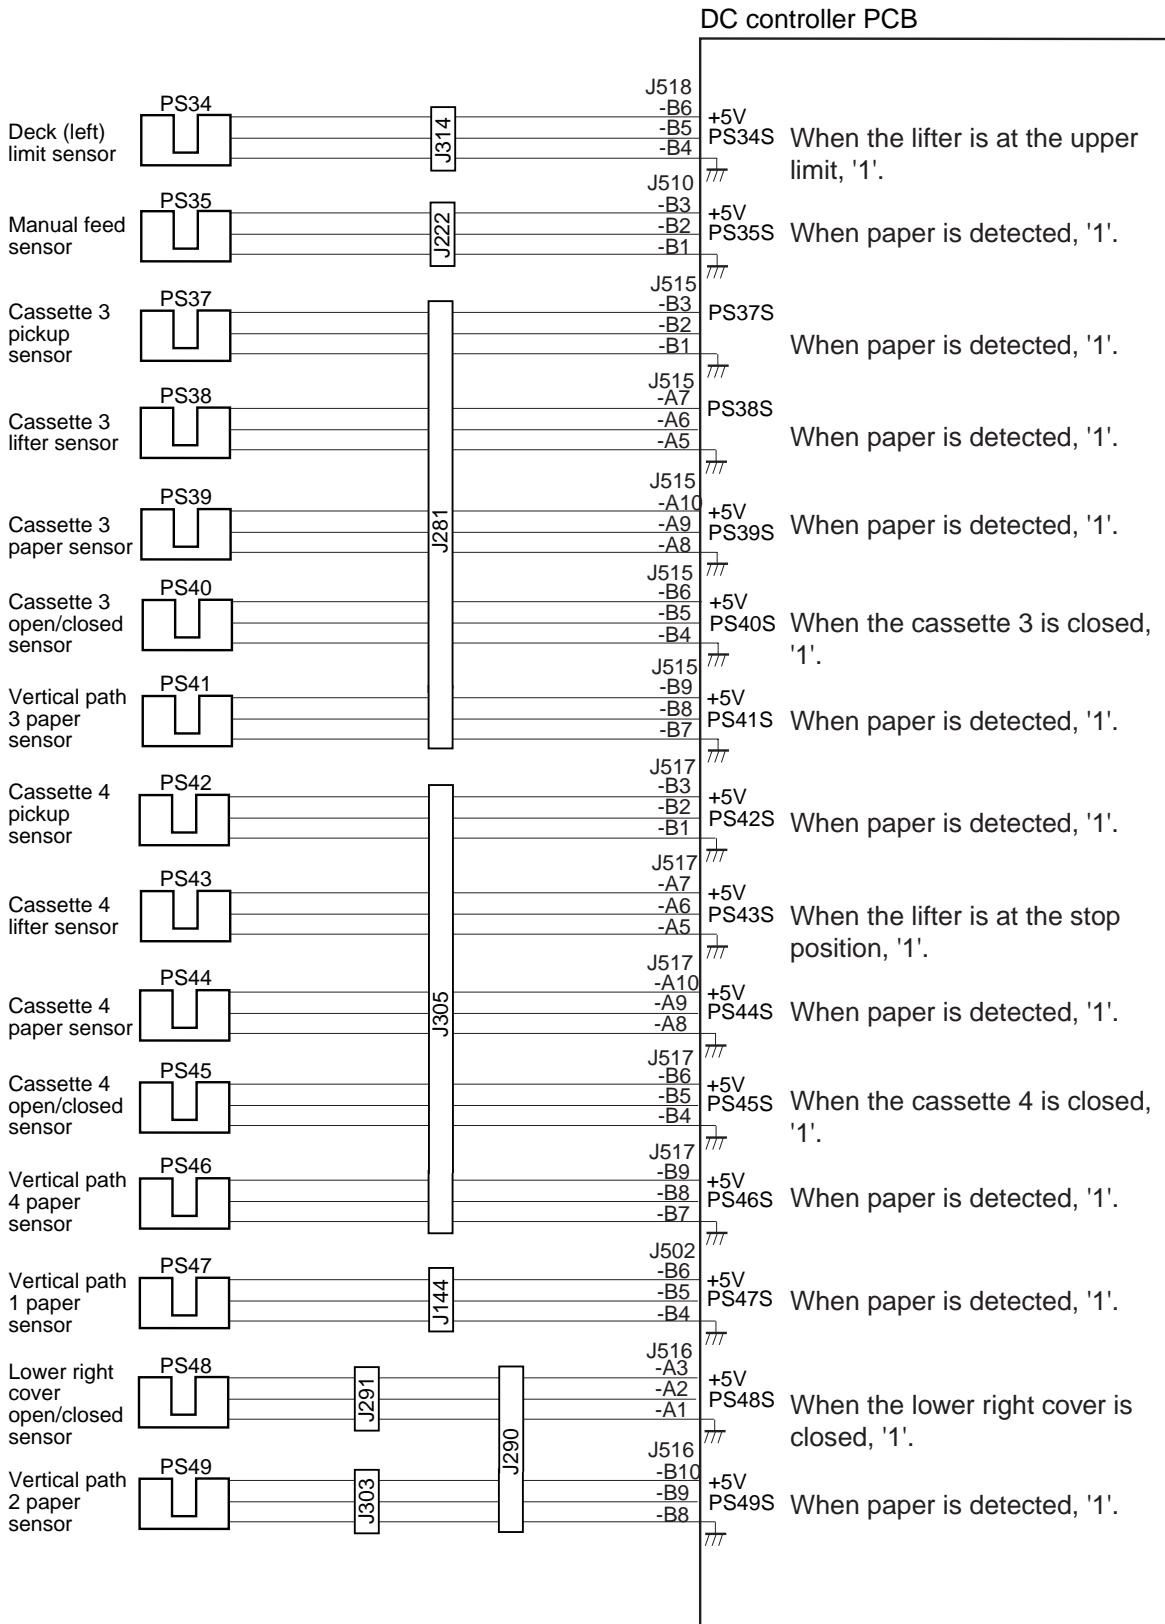 DC controller PCB
Deck (left)
limit sensor
PS34
J314
J518
-B6
-B5
-B4
+5V
PS34S
When the lifter is at the upper
limit, '1'.
Manual feed
sensor
PS35
J222
J510
-B3
-B2
-B1
+5V
PS35S
When paper is detected, '1'.
Cassette 3
pickup
sensor
PS37
J281
J515
-B3
-B2
-B1
PS37S
When paper is detected, '1'.
Cassette 3
lifter sensor
PS38
J515
-A7
-A6
-A5
PS38S
When paper is detected, '1'.
Cassette 3
paper sensor
PS39
J515
-A10
-A9
-A8
+5V
PS39S
When paper is detected, '1'.
Cassette 3
open/closed
sensor
PS40
J515
-B6
-B5
-B4
+5V
PS40S
When the cassette 3 is closed,
'1'.
Vertical path
3 paper
sensor
PS41
J515
-B9
-B8
-B7
+5V
PS41S
When paper is detected, '1'.
Cassette 4
pickup
sensor
PS42
J305
J517
-B3
-B2
-B1
+5V
PS42S
When paper is detected, '1'.
Cassette 4
lifter sensor
PS43
J517
-A7
-A6
-A5
+5V
PS43S
When the lifter is at the stop
position, '1'.
Cassette 4
paper sensor
PS44
J517
-A10
-A9
-A8
+5V
PS44S
When paper is detected, '1'.
Cassette 4
open/closed
sensor
PS45
J517
-B6
-B5
-B4
+5V
PS45S
When the cassette 4 is closed,
'1'.
Vertical path
4 paper
sensor
PS46
J517
-B9
-B8
-B7
+5V
PS46S
When paper is detected, '1'.
Vertical path
1 paper
sensor
PS47
J144
J502
-B6
-B5
-B4
+5V
PS47S
When paper is detected, '1'.
Lower right
cover
open/closed
sensor
PS48
J291
J290
J516
-A3
-A2
-A1
+5V
PS48S
When the lower right cover is
closed, '1'.
Vertical path
2 paper
sensor
PS49
J303
J516
-B10
-B9
-B8
+5V
PS49S
When paper is detected, '1'.